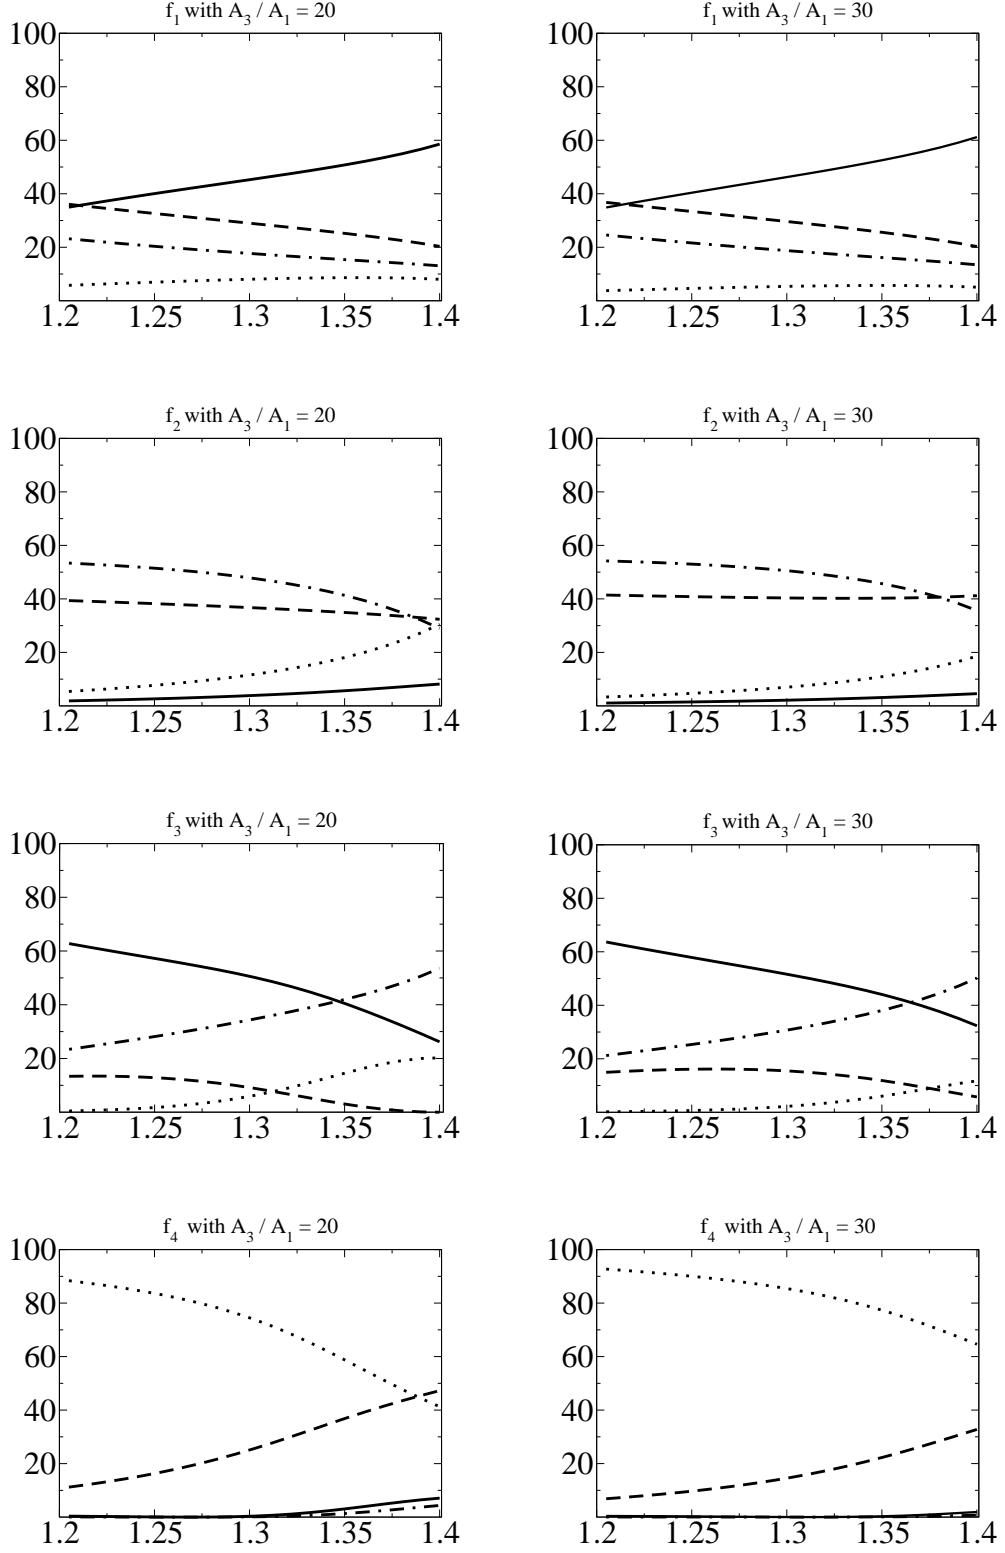 f1 with A3 / A1 = 20
100
80
60
40
20
1.2 1.25 1.3 1.35 1.4
f1 with A3 / A1 = 30
100
80
60
40
20
1.2 1.25 1.3 1.35 1.4
f2 with A3 / A1 = 20
100
80
60
40
20
1.2 1.25 1.3 1.35 1.4
f2 with A3 / A1 = 30
100
80
60
40
20
1.2 1.25 1.3 1.35 1.4
f3 with A3 / A1 = 20
100
80
60
40
20
1.2 1.25 1.3 1.35 1.4
f3 with A3 / A1 = 30
100
80
60
40
20
1.2 1.25 1.3 1.35 1.4
f4 with A3 / A1 = 20
100
80
60
40
20
1.2 1.25 1.3 1.35 1.4
f4 with A3 / A1 = 30
100
80
60
40
20
1.2 1.25 1.3 1.35 1.4